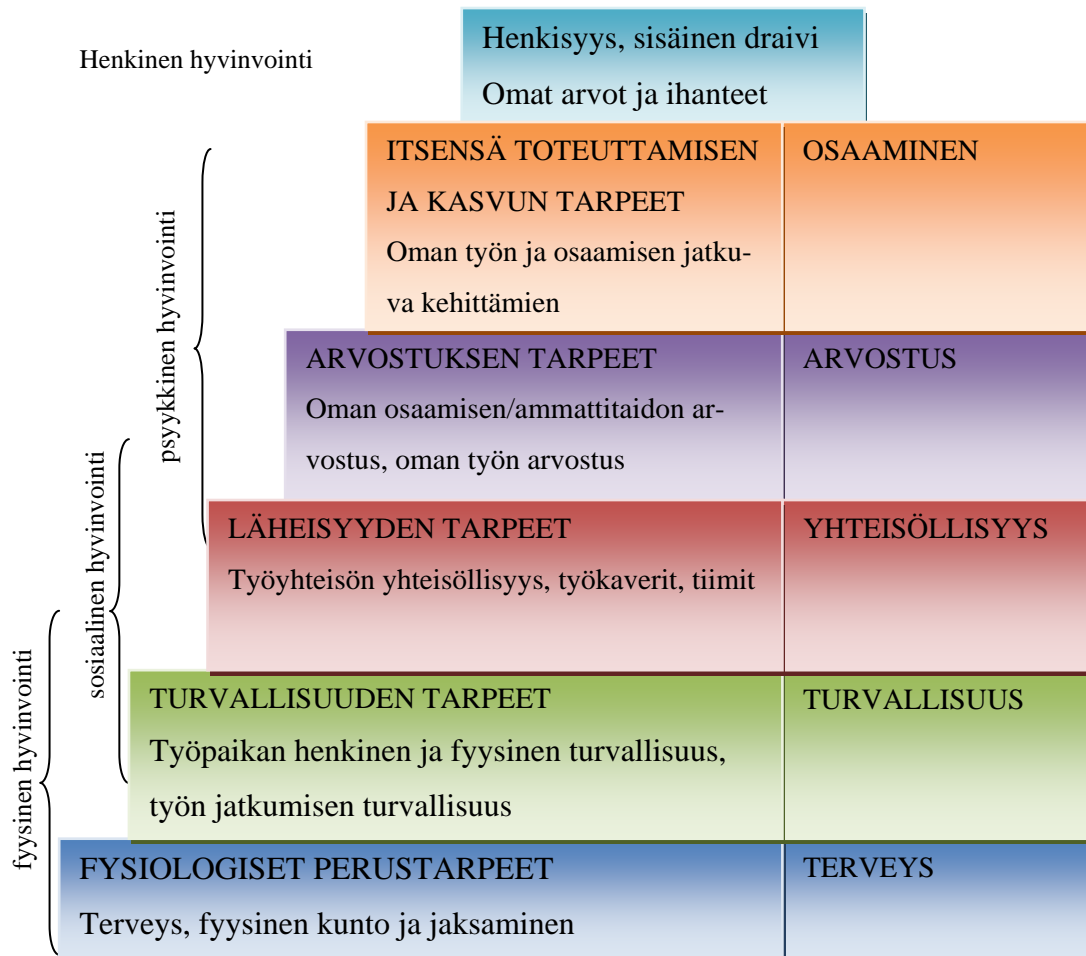 Henkisyys, sisäinen draivi
Henkinen hyvinvointi
Omat arvot ja ihanteet
ITSENSÄ TOTEUTTAMISEN
JA KASVUN TARPEET
Oman työn ja osaamisen jatku-
va kehittämien
OSAAMINEN
psyykkinen hyvinvointi
ARVOSTUKSEN TARPEET
Oman osaamisen/ammattitaidon ar-
vostus, oman työn arvostus
ARVOSTUS
sosiaalinen hyvinvointi
LÄHEISYYDEN TARPEET
Työyhteisön yhteisöllisyys, työkaverit, tiimit
YHTEISÖLLISYYS
fyysinen hyvinvointi
TURVALLISUUDEN TARPEET
Työpaikan henkinen ja fyysinen turvallisuus,
työn jatkumisen turvallisuus
TURVALLISUUS
FYSIOLOGISET PERUSTARPEET
Terveys, fyysinen kunto ja jaksaminen
TERVEYS